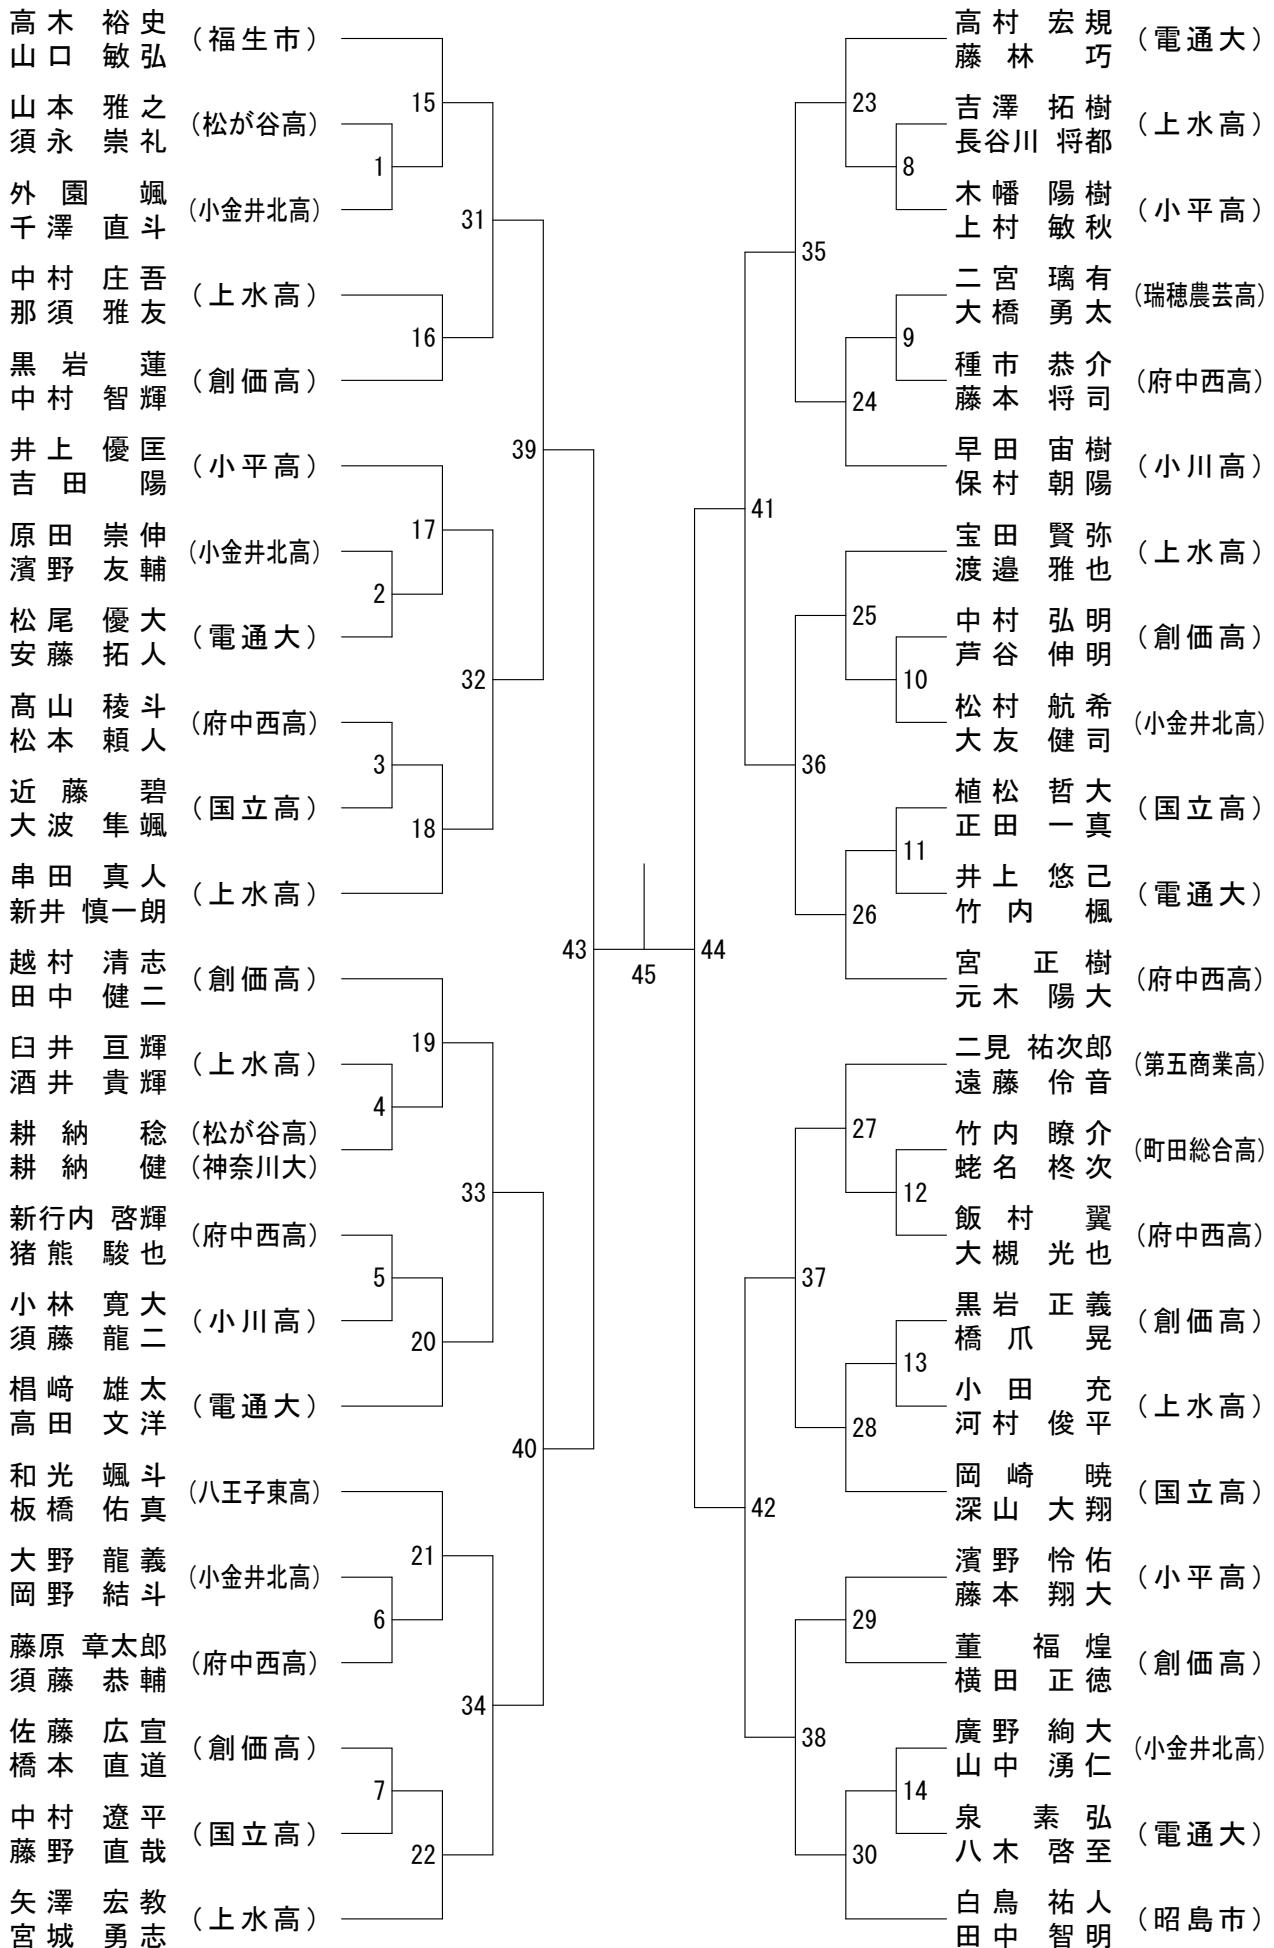 高木 裕史
山口 敏弘
(福生市)
山本 雅之
須永 崇礼
(松が谷高)
外園 颯
千澤 直斗
(小金井北高)
中村 庄吾
那須 雅友
(上水高)
黒岩 蓮
中村 智輝
(創価高)
井上 優匡
吉田 陽
(小平高)
原田 崇伸
濱野 友輔
(小金井北高)
松尾 優大
安藤 拓人
(電通大)
髙山 稜斗
松本 頼人
(府中西高)
近藤 碧
大波 隼颯
(国立高)
串田 真人
新井 慎一朗
(上水高)
越村 清志
田中 健二
(創価高)
臼井 亘輝
酒井 貴輝
(上水高)
耕納 稔 (松が谷高)
耕納 健 (神奈川大)
新行内 啓輝
猪熊 駿也
(府中西高)
小林 寛大
須藤 龍二
(小川高)
椙﨑 雄太
高田 文洋
(電通大)
和光 颯斗
板橋 佑真
(八王子東高)
大野 龍義
岡野 結斗
(小金井北高)
藤原 章太郎
須藤 恭輔
(府中西高)
佐藤 広宣
橋本 直道
(創価高)
中村 遼平
藤野 直哉
(国立高)
矢澤 宏教
宮城 勇志
(上水高)
1
2
3
4
5
6
7
15
16
17
18
19
20
21
22
31
32
33
34
39
40
43
45
44
41
42
35
36
37
38
23
24
25
26
27
28
29
30
8
9
10
11
12
13
14
高村 宏規
藤林 巧
(電通大)
吉澤 拓樹
長谷川 将都
(上水高)
木幡 陽樹
上村 敏秋
(小平高)
二宮 璃有
大橋 勇太
(瑞穂農芸高)
種市 恭介
藤本 将司
(府中西高)
早田 宙樹
保村 朝陽
(小川高)
宝田 賢弥
渡邉 雅也
(上水高)
中村 弘明
芦谷 伸明
(創価高)
松村 航希
大友 健司
(小金井北高)
植松 哲大
正田 一真
(国立高)
井上 悠己
竹内 楓
(電通大)
宮 正樹
元木 陽大
(府中西高)
二見 祐次郎
遠藤 伶音
(第五商業高)
竹内 瞭介
蛯名 柊次
(町田総合高)
飯村 翼
大槻 光也
(府中西高)
黒岩 正義
橋爪 晃
(創価高)
小田 充
河村 俊平
(上水高)
岡崎 暁
深山 大翔
(国立高)
濱野 怜佑
藤本 翔大
(小平高)
董 福煌
横田 正徳
(創価高)
廣野 絢大
山中 湧仁
(小金井北高)
泉 素弘
八木 啓至
(電通大)
白鳥 祐人
田中 智明
(昭島市)